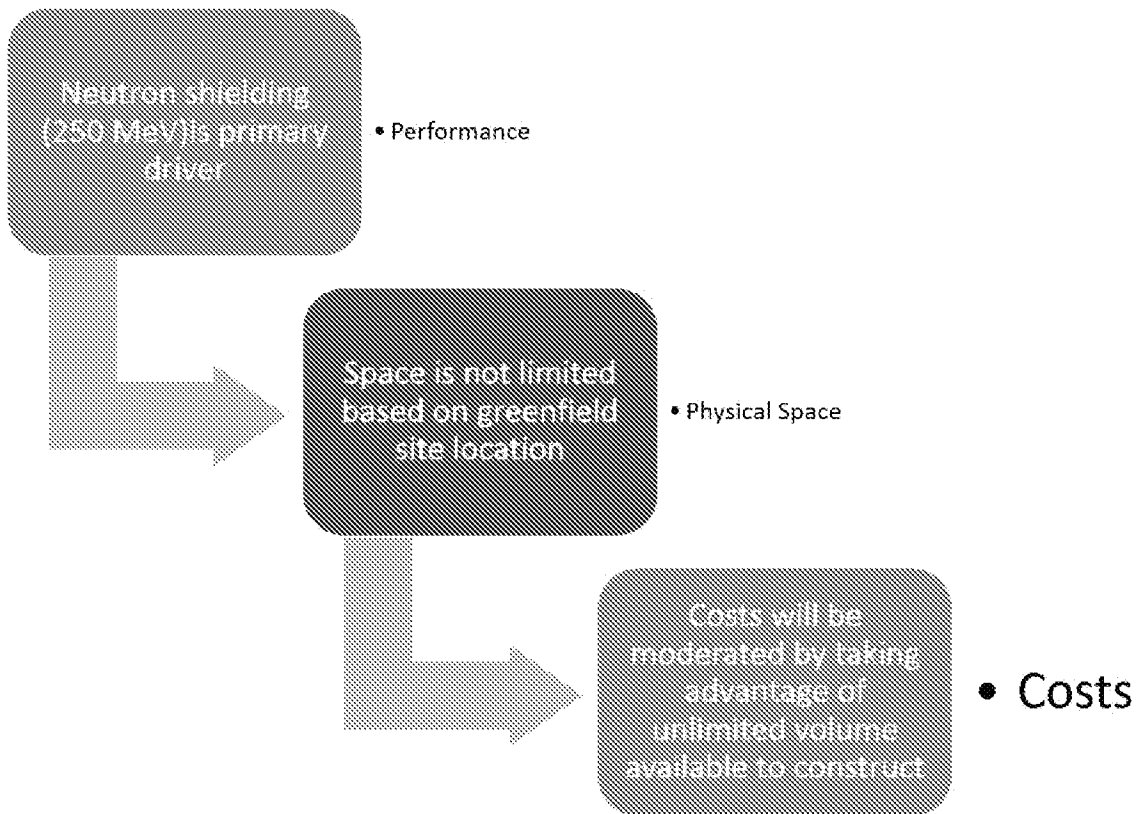 Neutron shielding
(250 MeV)is primary
driver
• Performance
Space is not limited
based on greenfield
site location
• Physical Space
Costs will be
moderated by taking
advantage of
unlimited volume
available to construct
• Costs